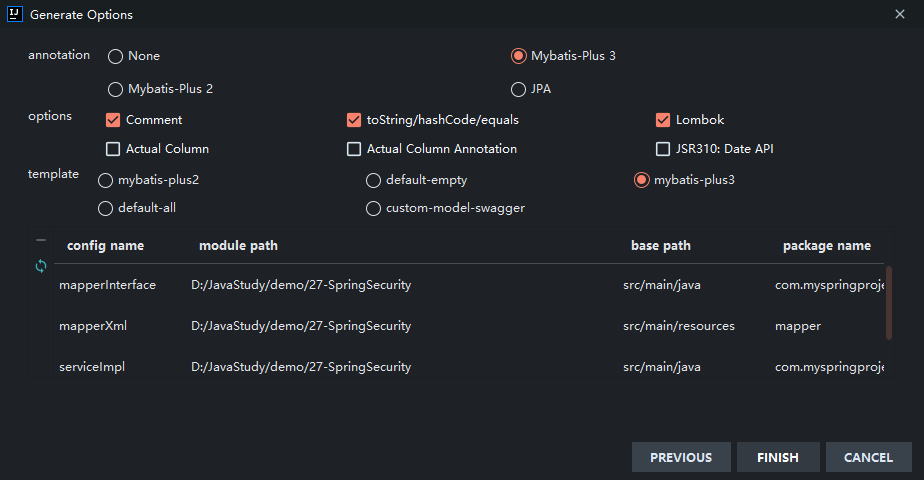 IJ Generate Options
annotation None Mybatis-Plus 3
Mybatis-Plus 2 JPA
options Comment toString/hashCode/equals Lombok
Actual Column Actual Column Annotation JSR310: Date API
template mybatis-plus2 default-empty mybatis-plus3
default-all custom-model-swagger
config name module path base path package name
mapperInterface D:/JavaStudy/demo/27-SpringSecurity src/main/java com.myspringproje
mapperXml D:/JavaStudy/demo/27-SpringSecurity src/main/resources mapper
serviceImpl D:/JavaStudy/demo/27-SpringSecurity src/main/java com.myspringproje
PREVIOUS FINISH CANCEL